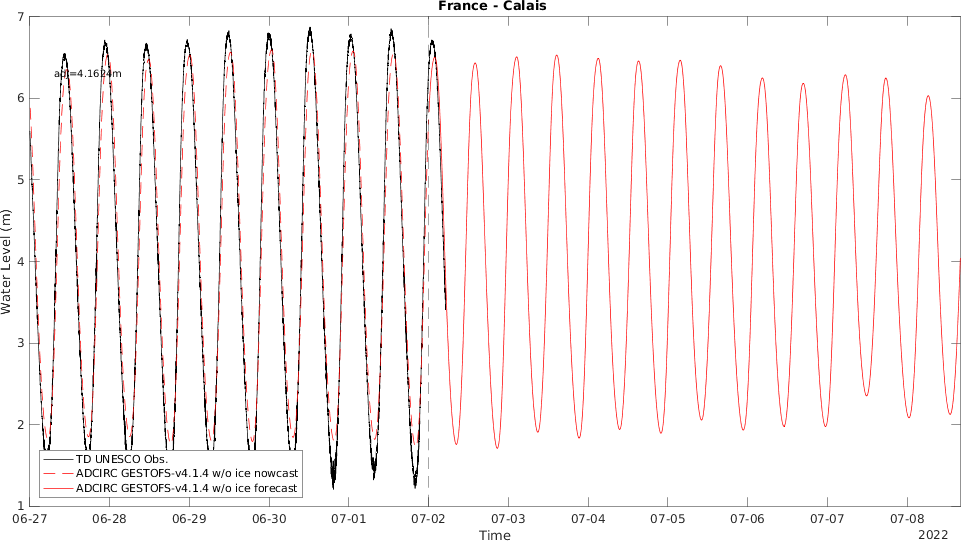 France - Calais
7
adj=4.1624m
6
5
4
3
2
1
Water Level (m)
TD UNESCO Obs.
ADCIRC GESTOFS-v4.1.4 w/o ice nowcast
ADCIRC GESTOFS-v4.1.4 w/o ice forecast
06-27 06-28 06-29 06-30 07-01 07-02 07-03 07-04 07-05 07-06 07-07 07-08
Time
2022